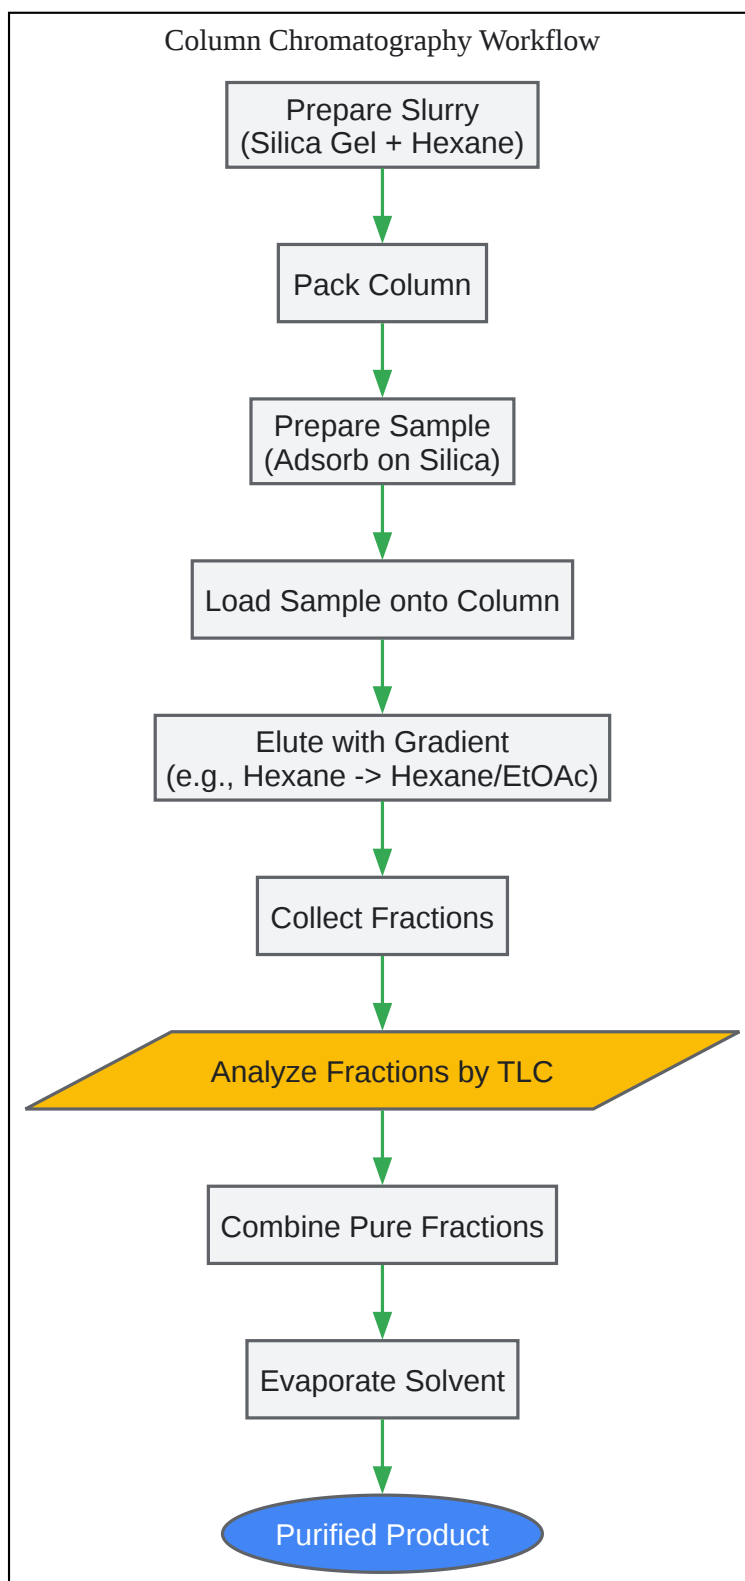 Column Chromatography Workflow
Prepare Slurry
(Silica Gel + Hexane)
Pack Column
Prepare Sample
(Adsorb on Silica)
Load Sample onto Column
Elute with Gradient
(e.g., Hexane -> Hexane/EtOAc)
Collect Fractions
Analyze Fractions by TLC
Combine Pure Fractions
Evaporate Solvent
Purified Product